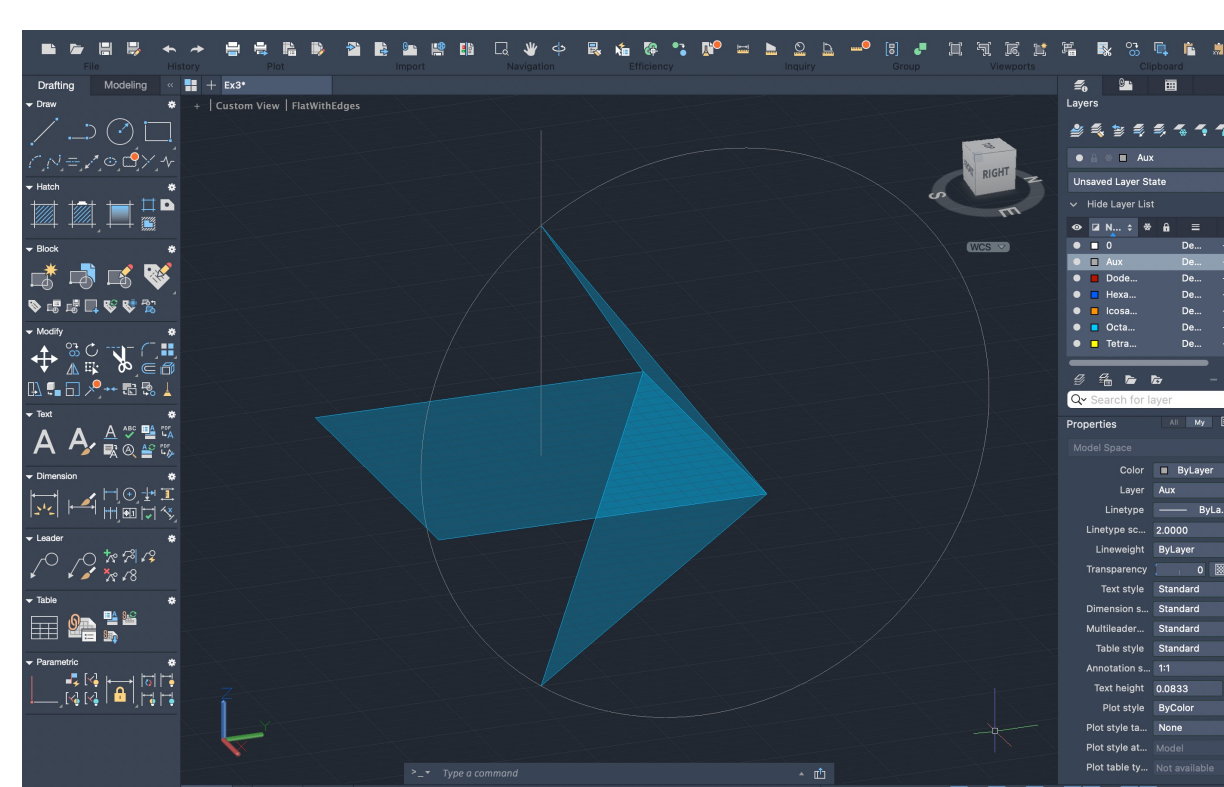 File
History
Plot
Import
Navigation
Efficiency
Inquiry
Group
Viewports
Clipboard
Drafting
Modeling
«
+ Ex3*
+ | Custom View | FlatWithEdges
Draw
Hatch
Block
Modify
Text
A A A ABC PDF
PDF
Dimension
Leader
Table
Parametric
RIGHT
FRONT
TOP
S
E
N
WCS
Z
Y
X
>_ Type a command
Layers
Aux
Unsaved Layer State
Hide Layer List
N...
0 De...
Aux De...
Dode... De...
Hexa... De...
Icosa... De...
Octa... De...
Tetra... De...
Search for layer
Properties All My
Model Space
Color ByLayer
Layer Aux
Linetype ByLa...
Linetype sc... 2.0000
Lineweight ByLayer
Transparency 0
Text style Standard
Dimension s... Standard
Multileader... Standard
Table style Standard
Annotation s... 1:1
Text height 0.0833
Plot style ByColor
Plot style ta... None
Plot style at... Model
Plot table ty... Not available